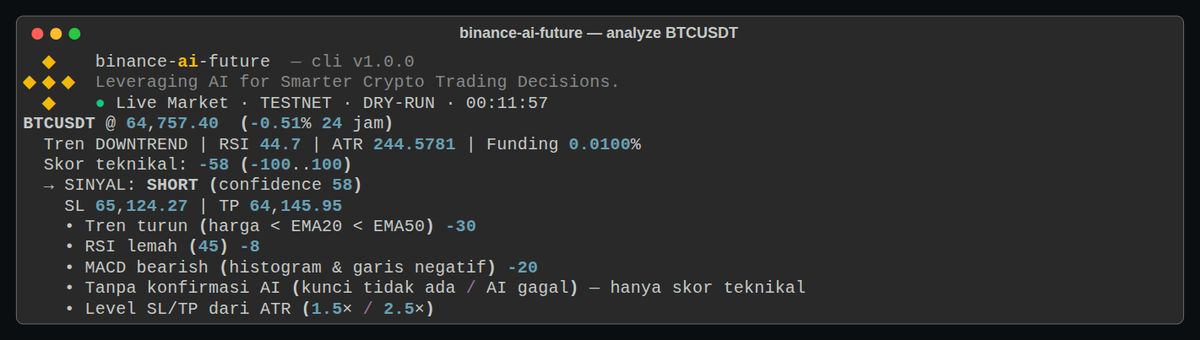 binance-ai-future — analyze BTCUSDT
binance-ai-future — cli v1.0.0
Leveraging AI for Smarter Crypto Trading Decisions.
● Live Market · TESTNET · DRY-RUN · 00:11:57
BTCUSDT @ 64,757.40 (-0.51% 24 jam)
Tren DOWNTREND | RSI 44.7 | ATR 244.5781 | Funding 0.0100%
Skor teknikal: -58 (-100..100)
→ SINYAL: SHORT (confidence 58)
SL 65,124.27 | TP 64,145.95
• Tren turun (harga < EMA20 < EMA50) -30
• RSI lemah (45) -8
• MACD bearish (histogram & garis negatif) -20
• Tanpa konfirmasi AI (kunci tidak ada / AI gagal) — hanya skor teknikal
• Level SL/TP dari ATR (1.5× / 2.5×)